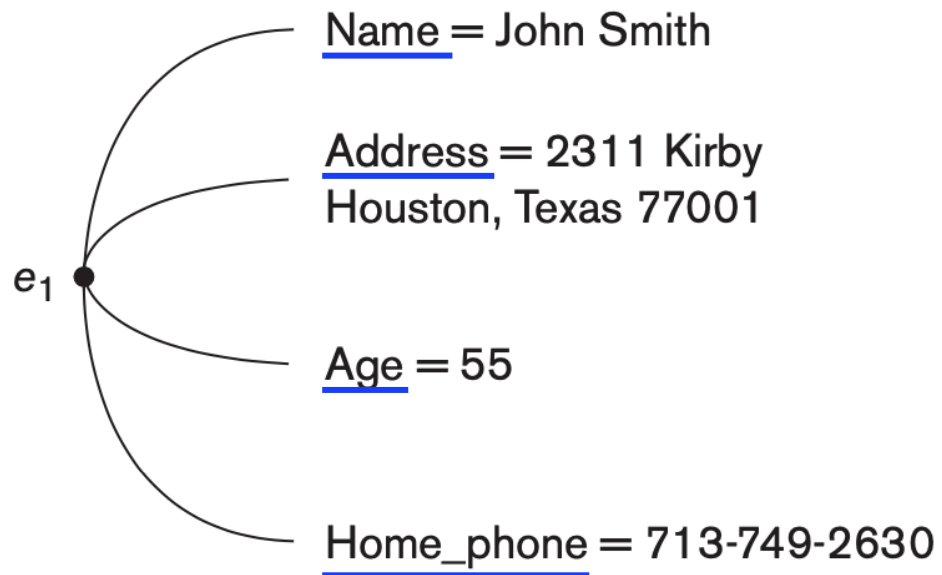 Name = John Smith
Address = 2311 Kirby
Houston, Texas 77001
e₁
Age = 55
Home_phone = 713-749-2630